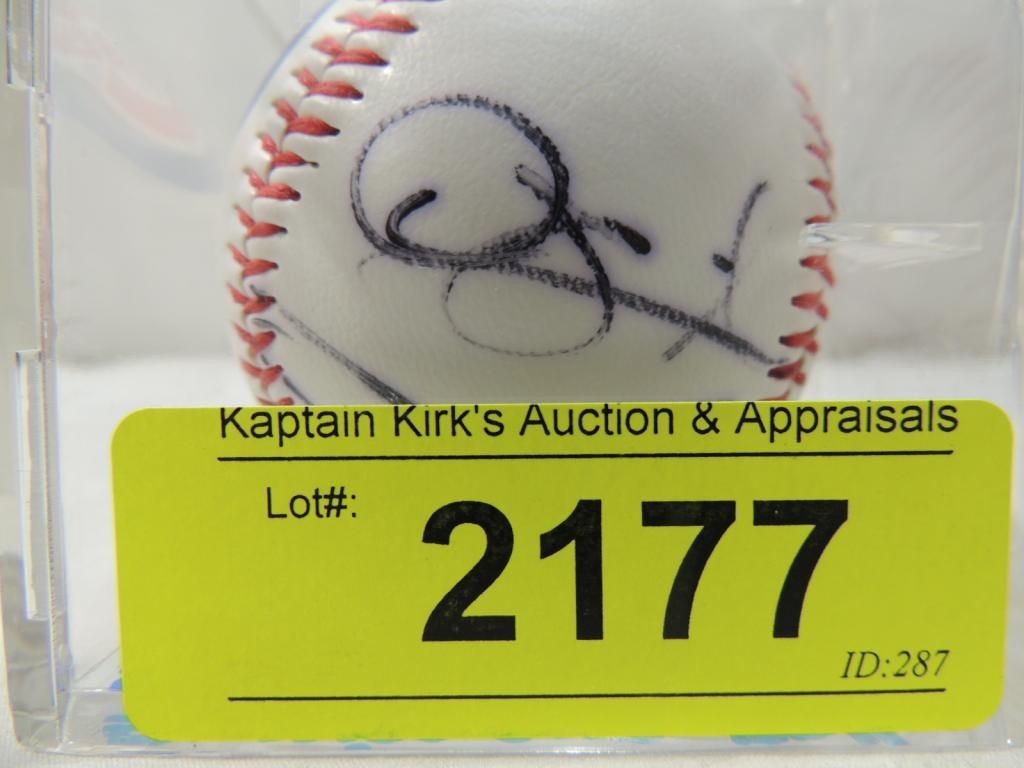 Kaptain Kirk's Auction & Appraisals
Lot#:
2177
ID:287